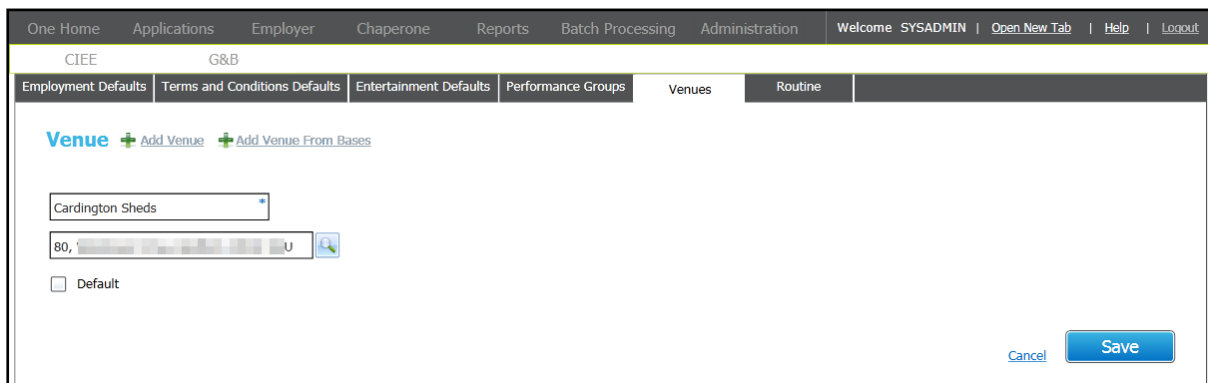 One Home Applications Employer Chaperone Reports Batch Processing Administration Welcome SYSADMIN | Open New Tab | Help | Logout
CIEE G&B
Employment Defaults Terms and Conditions Defaults Entertainment Defaults Performance Groups Venues Routine
Venue Add Venue Add Venue From Bases
Cardington Sheds *
80, U
Default
Cancel Save